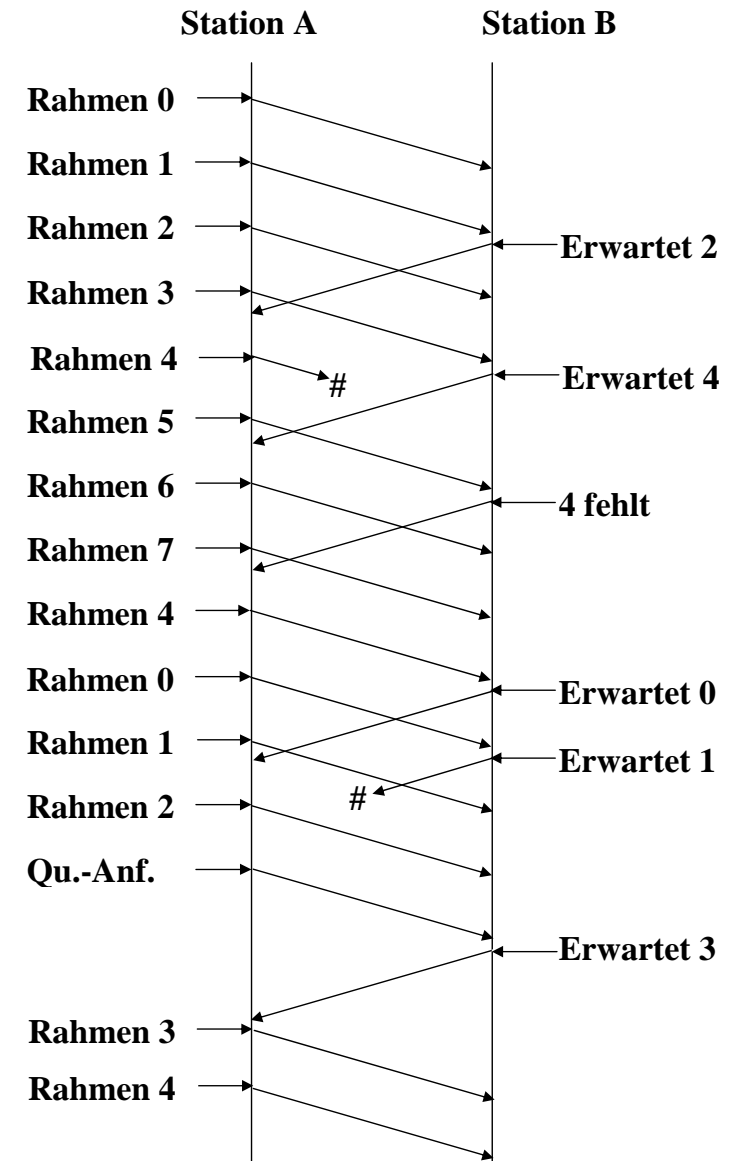 Station A Station B
Rahmen 0
Rahmen 1
Rahmen 2
Erwartet 2
Rahmen 3
Rahmen 4
#
Erwartet 4
Rahmen 5
Rahmen 6
4 fehlt
Rahmen 7
Rahmen 4
Rahmen 0
Erwartet 0
Rahmen 1
Erwartet 1
#
Rahmen 2
Qu.-Anf.
Erwartet 3
Rahmen 3
Rahmen 4